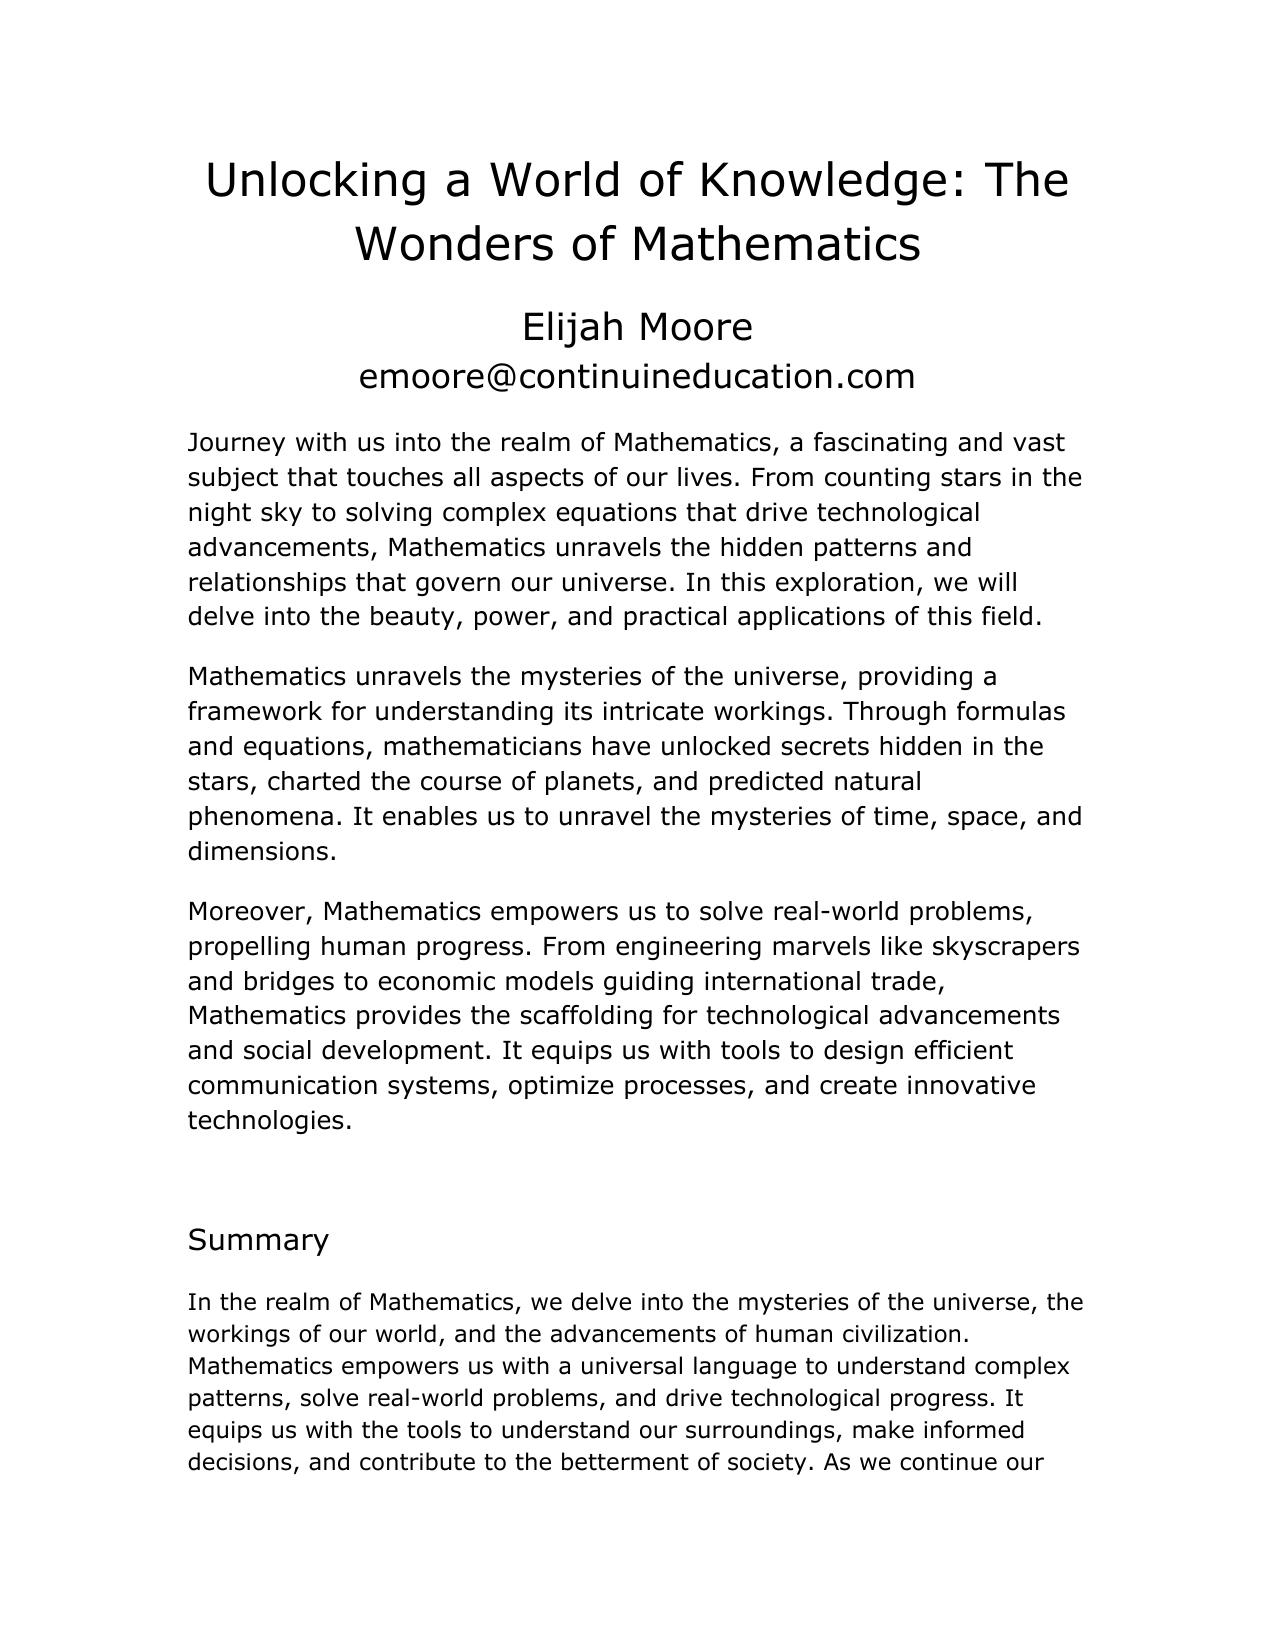 Unlocking a World of Knowledge: The
Wonders of Mathematics
Elijah Moore
emoore@continuineducation.com
Journey with us into the realm of Mathematics, a fascinating and vast
subject that touches all aspects of our lives. From counting stars in the
night sky to solving complex equations that drive technological
advancements, Mathematics unravels the hidden patterns and
relationships that govern our universe. In this exploration, we will
delve into the beauty, power, and practical applications of this field.
Mathematics unravels the mysteries of the universe, providing a
framework for understanding its intricate workings. Through formulas
and equations, mathematicians have unlocked secrets hidden in the
stars, charted the course of planets, and predicted natural
phenomena. It enables us to unravel the mysteries of time, space, and
dimensions.
Moreover, Mathematics empowers us to solve real-world problems,
propelling human progress. From engineering marvels like skyscrapers
and bridges to economic models guiding international trade,
Mathematics provides the scaffolding for technological advancements
and social development. It equips us with tools to design efficient
communication systems, optimize processes, and create innovative
technologies.
Summary
In the realm of Mathematics, we delve into the mysteries of the universe, the
workings of our world, and the advancements of human civilization.
Mathematics empowers us with a universal language to understand complex
patterns, solve real-world problems, and drive technological progress. It
equips us with the tools to understand our surroundings, make informed
decisions, and contribute to the betterment of society. As we continue our